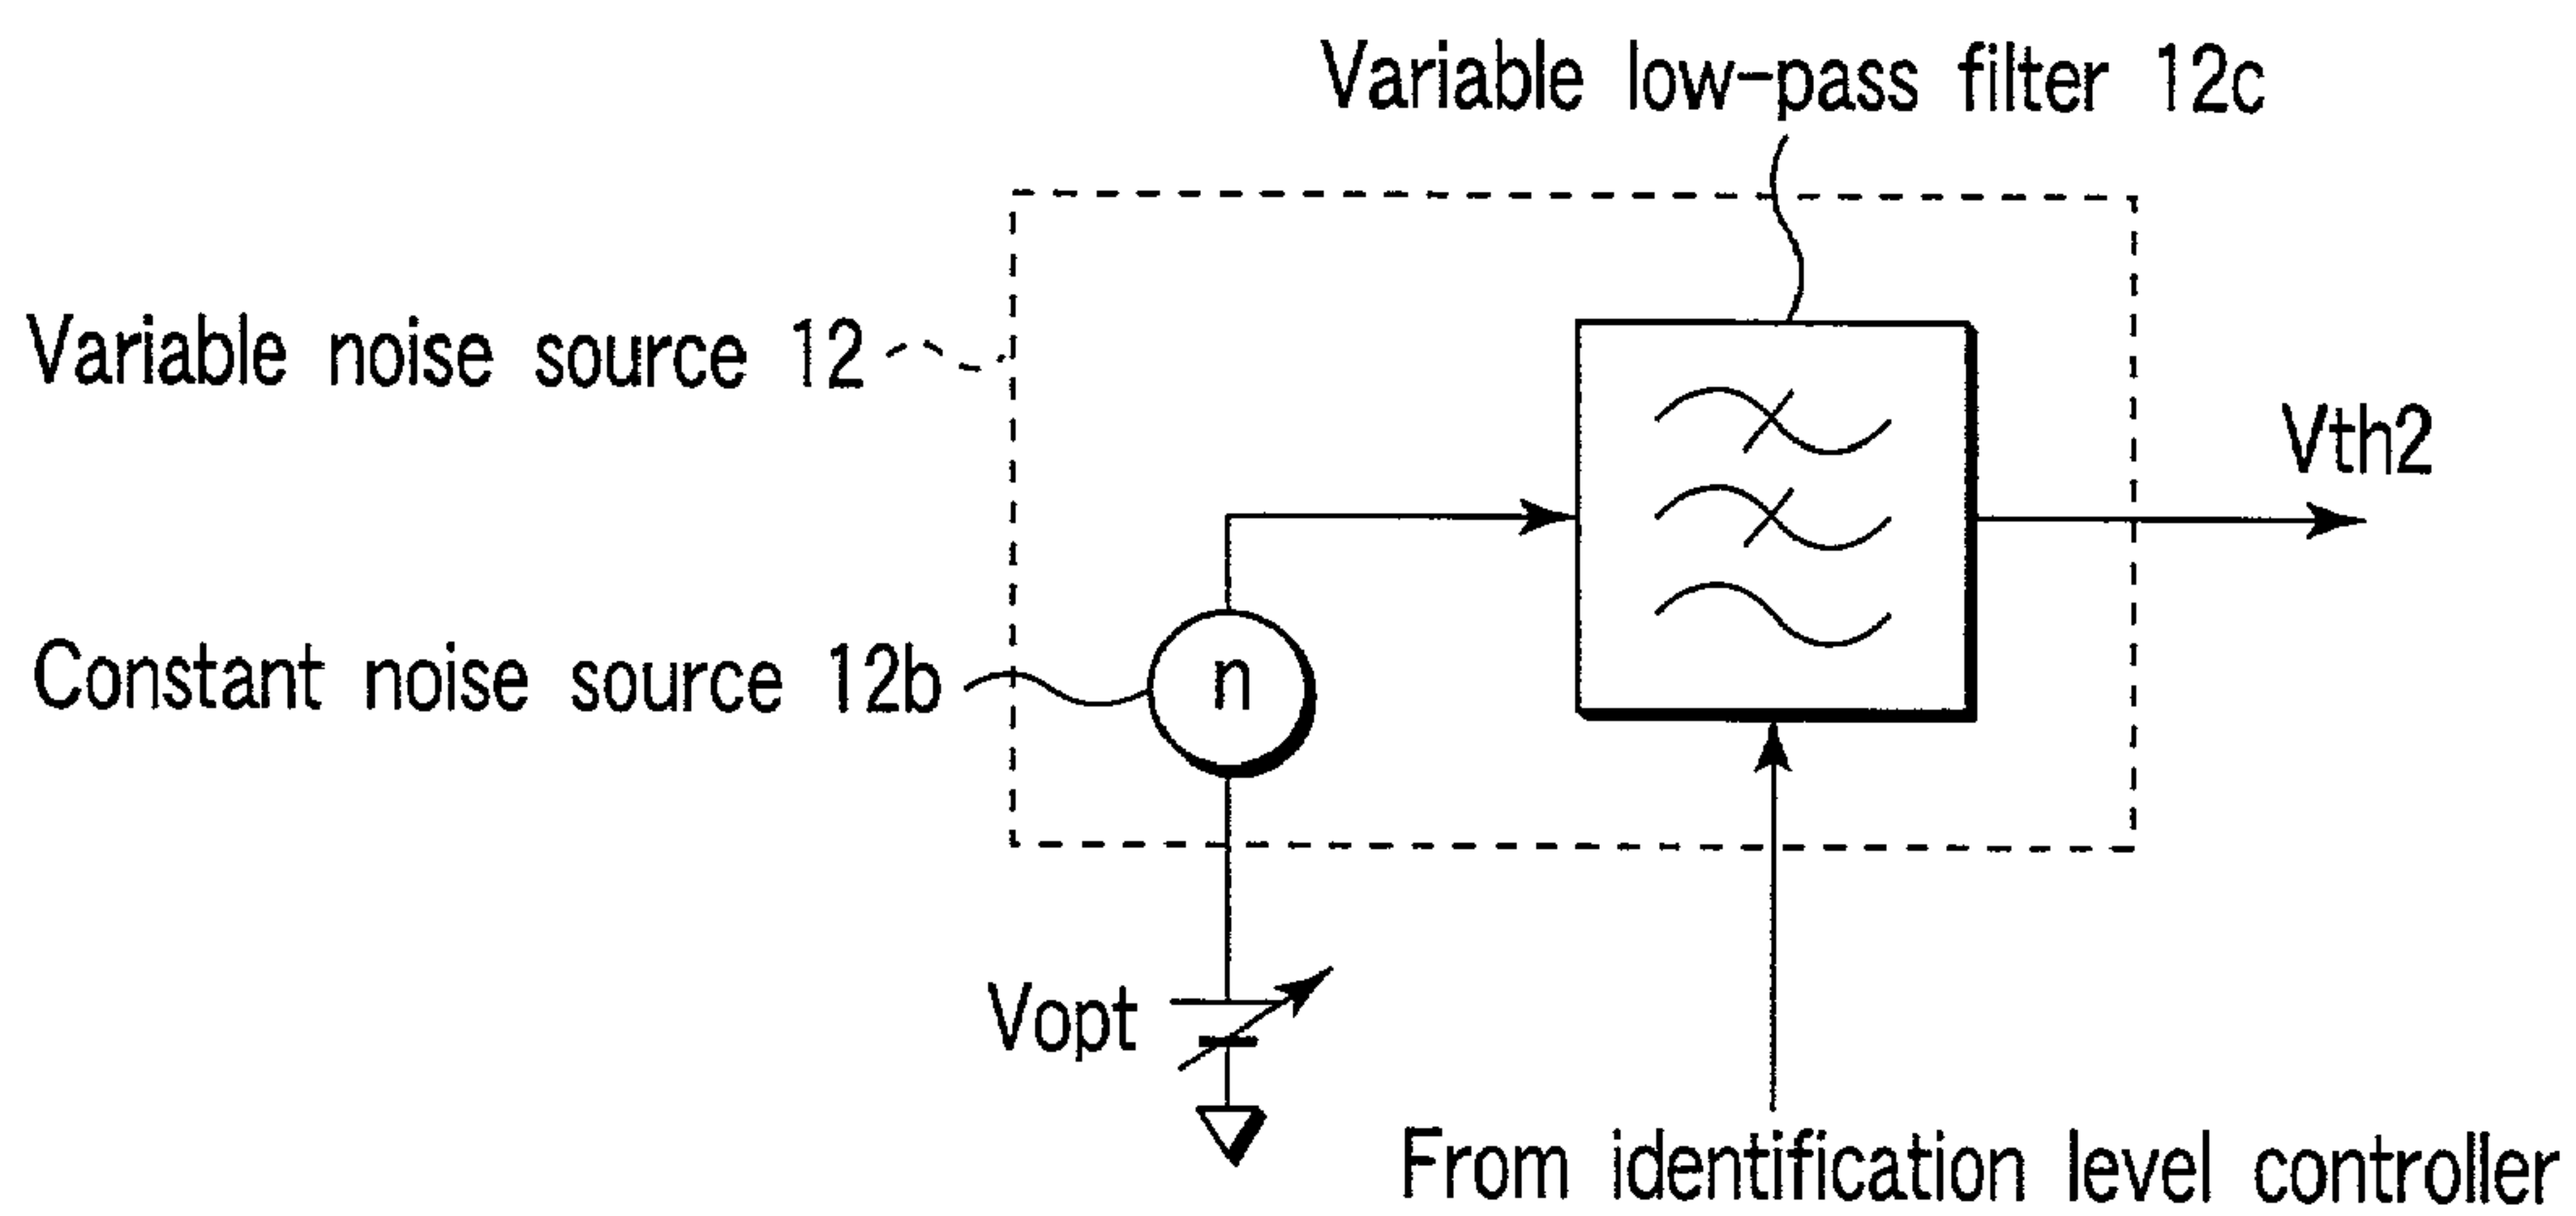 Variable low-pass filter 12c
Variable noise source 12
Vth2
Constant noise source 12b
n
Vopt
From identification level controller